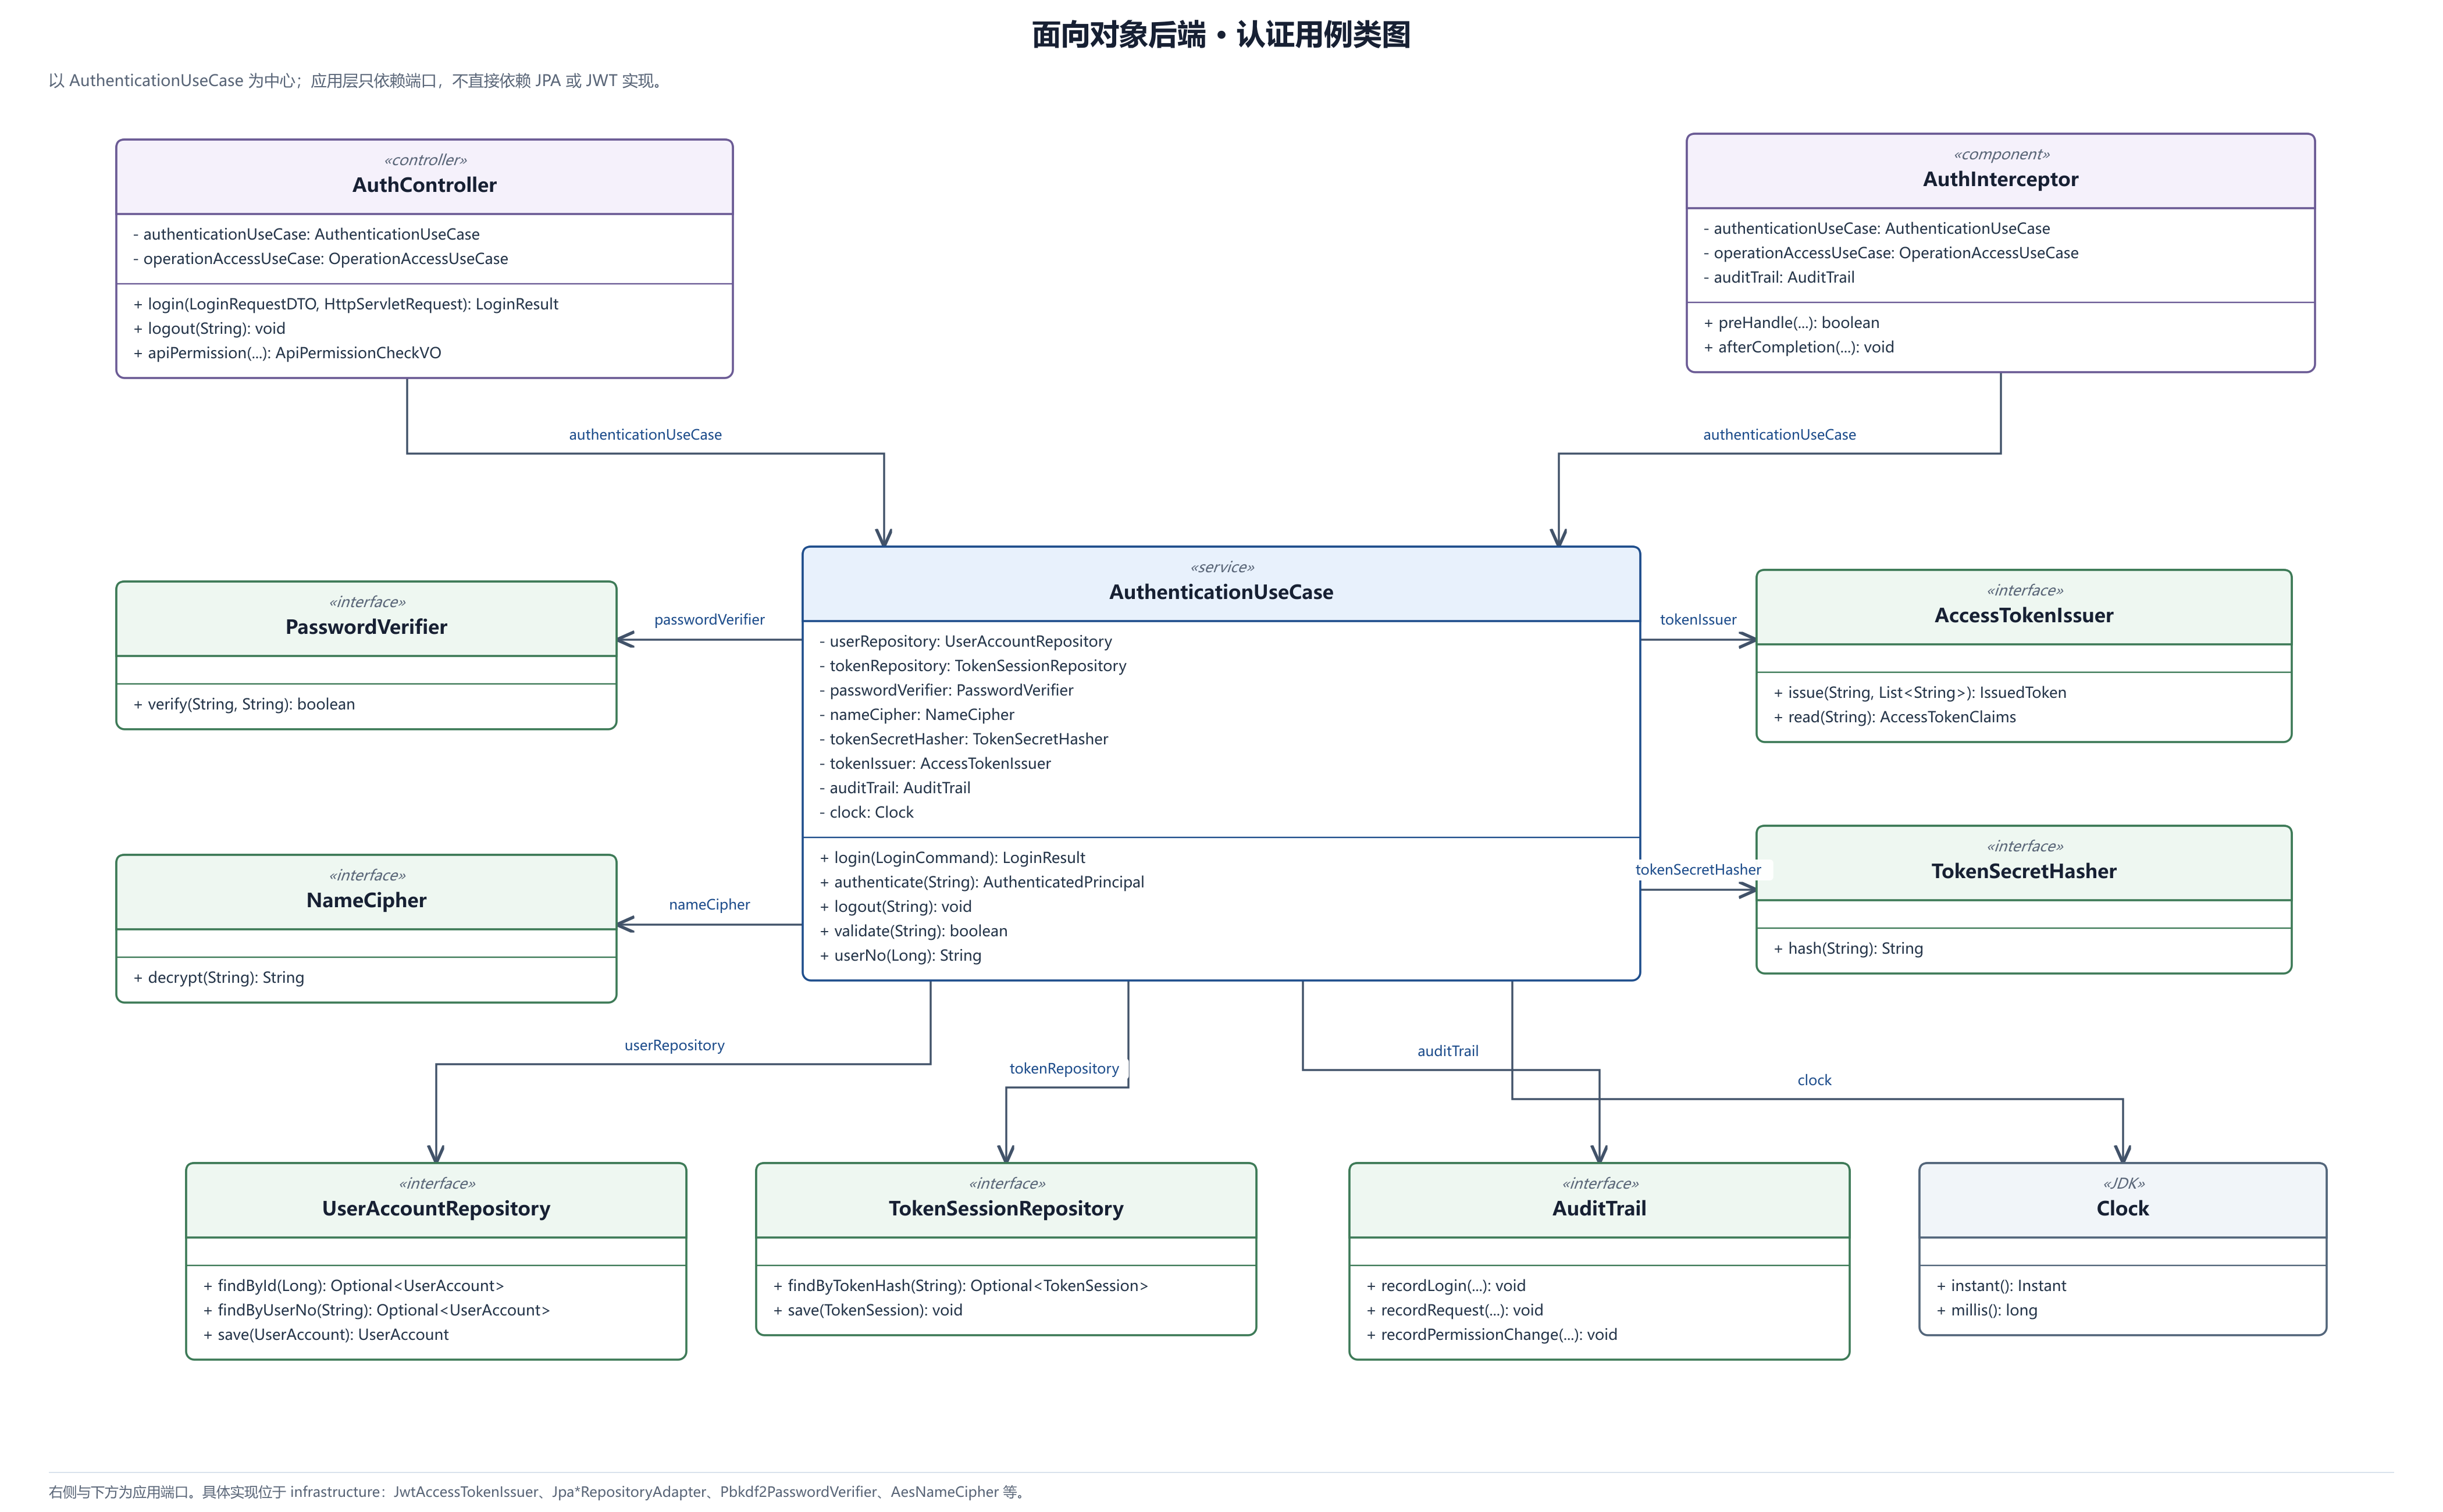 面向对象后端 · 认证用例类图
以 AuthenticationUseCase 为中心；应用层只依赖端口，不直接依赖 JPA 或 JWT 实现。
«controller»
AuthController
- authenticationUseCase: AuthenticationUseCase
- operationAccessUseCase: OperationAccessUseCase
+ login(LoginRequestDTO, HttpServletRequest): LoginResult
+ logout(String): void
+ apiPermission(...): ApiPermissionCheckVO
«component»
AuthInterceptor
- authenticationUseCase: AuthenticationUseCase
- operationAccessUseCase: OperationAccessUseCase
- auditTrail: AuditTrail
+ preHandle(...): boolean
+ afterCompletion(...): void
authenticationUseCase
authenticationUseCase
«interface»
PasswordVerifier
+ verify(String, String): boolean
passwordVerifier
«service»
AuthenticationUseCase
- userRepository: UserAccountRepository
- tokenRepository: TokenSessionRepository
- passwordVerifier: PasswordVerifier
- nameCipher: NameCipher
- tokenSecretHasher: TokenSecretHasher
- tokenIssuer: AccessTokenIssuer
- auditTrail: AuditTrail
- clock: Clock
+ login(LoginCommand): LoginResult
+ authenticate(String): AuthenticatedPrincipal
+ logout(String): void
+ validate(String): boolean
+ userNo(Long): String
tokenIssuer
«interface»
AccessTokenIssuer
+ issue(String, List<String>): IssuedToken
+ read(String): AccessTokenClaims
«interface»
NameCipher
+ decrypt(String): String
nameCipher
tokenSecretHasher
«interface»
TokenSecretHasher
+ hash(String): String
userRepository
tokenRepository
auditTrail
clock
«interface»
UserAccountRepository
+ findById(Long): Optional<UserAccount>
+ findByUserNo(String): Optional<UserAccount>
+ save(UserAccount): UserAccount
«interface»
TokenSessionRepository
+ findByTokenHash(String): Optional<TokenSession>
+ save(TokenSession): void
«interface»
AuditTrail
+ recordLogin(...): void
+ recordRequest(...): void
+ recordPermissionChange(...): void
«JDK»
Clock
+ instant(): Instant
+ millis(): long
右侧与下方为应用端口。具体实现位于 infrastructure：JwtAccessTokenIssuer、Jpa*RepositoryAdapter、Pbkdf2PasswordVerifier、AesNameCipher 等。